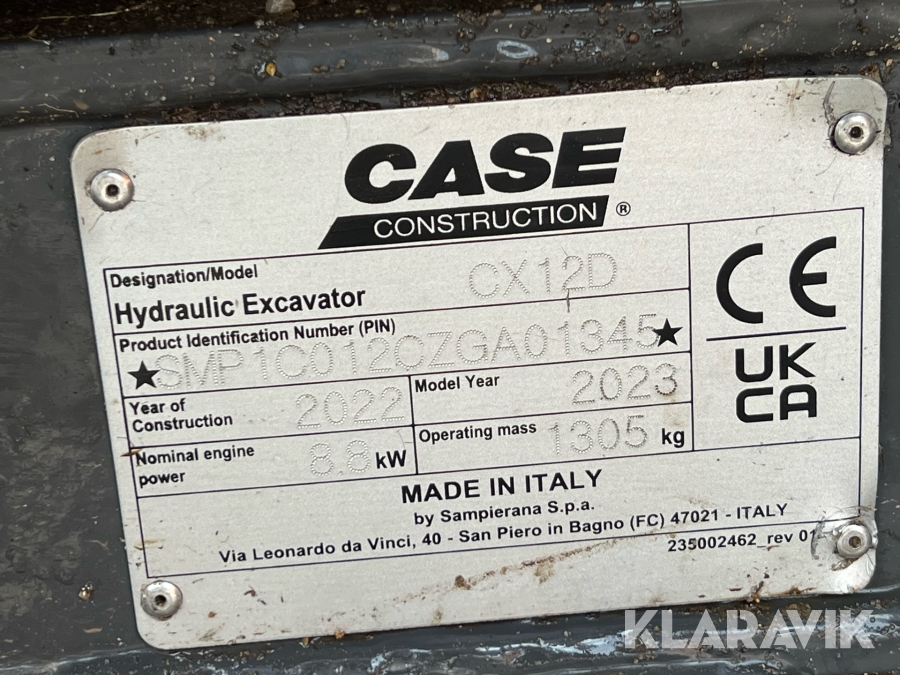 CASE
CONSTRUCTION ®
Designation/Model
Hydraulic Excavator CX12D
Product Identification Number (PIN)
★SMP1C012CZGA01345★
Year of Construction 2022
Model Year 2023
Nominal engine power 8.8 kW
Operating mass 1305 kg
CE
UK
CA
MADE IN ITALY
by Sampierana S.p.a.
Via Leonardo da Vinci, 40 - San Piero in Bagno (FC) 47021 - ITALY
235002462_rev 01
KLARAVIK